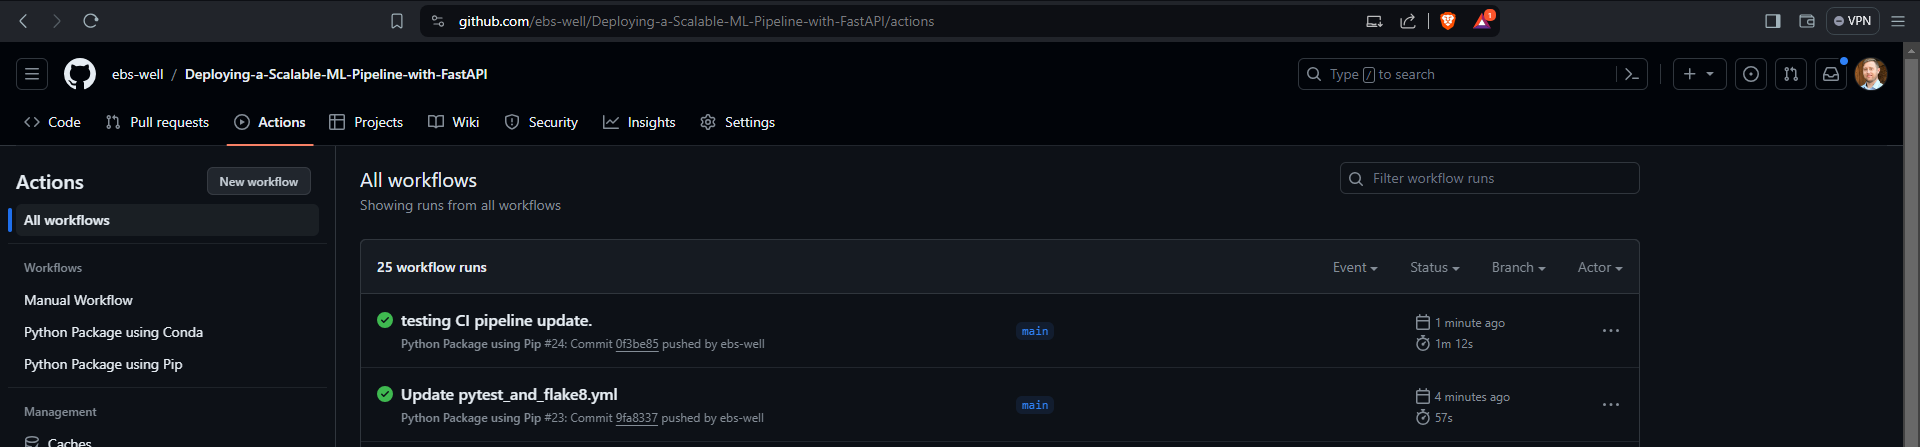 github.com/ebs-well/Deploying-a-Scalable-ML-Pipeline-with-FastAPI/actions
1
VPN
ebs-well / Deploying-a-Scalable-ML-Pipeline-with-FastAPI
Type / to search
Code
Pull requests
Actions
Projects
Wiki
Security
Insights
Settings
Actions
New workflow
All workflows
Workflows
Manual Workflow
Python Package using Conda
Python Package using Pip
Management
Caches
All workflows
Showing runs from all workflows
Filter workflow runs
25 workflow runs
Event
Status
Branch
Actor
testing CI pipeline update.
Python Package using Pip #24: Commit 0f3be85 pushed by ebs-well
main
1 minute ago
1m 12s
Update pytest_and_flake8.yml
Python Package using Pip #23: Commit 9fa8337 pushed by ebs-well
main
4 minutes ago
57s